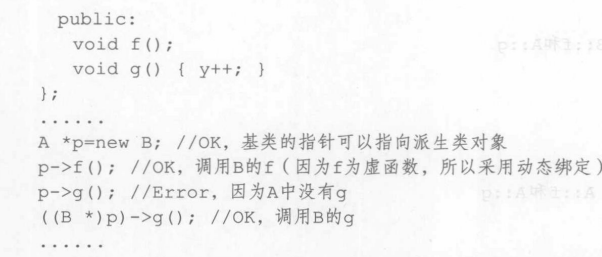 public:
void f();
void g() { y++; }
};
......
A *p=new B; //OK，基类的指针可以指向派生类对象
p->f(); //OK，调用B的f（因为f为虚函数，所以采用动态绑定）
p->g(); //Error，因为A中没有g
((B *)p)->g(); //OK，调用B的g
......